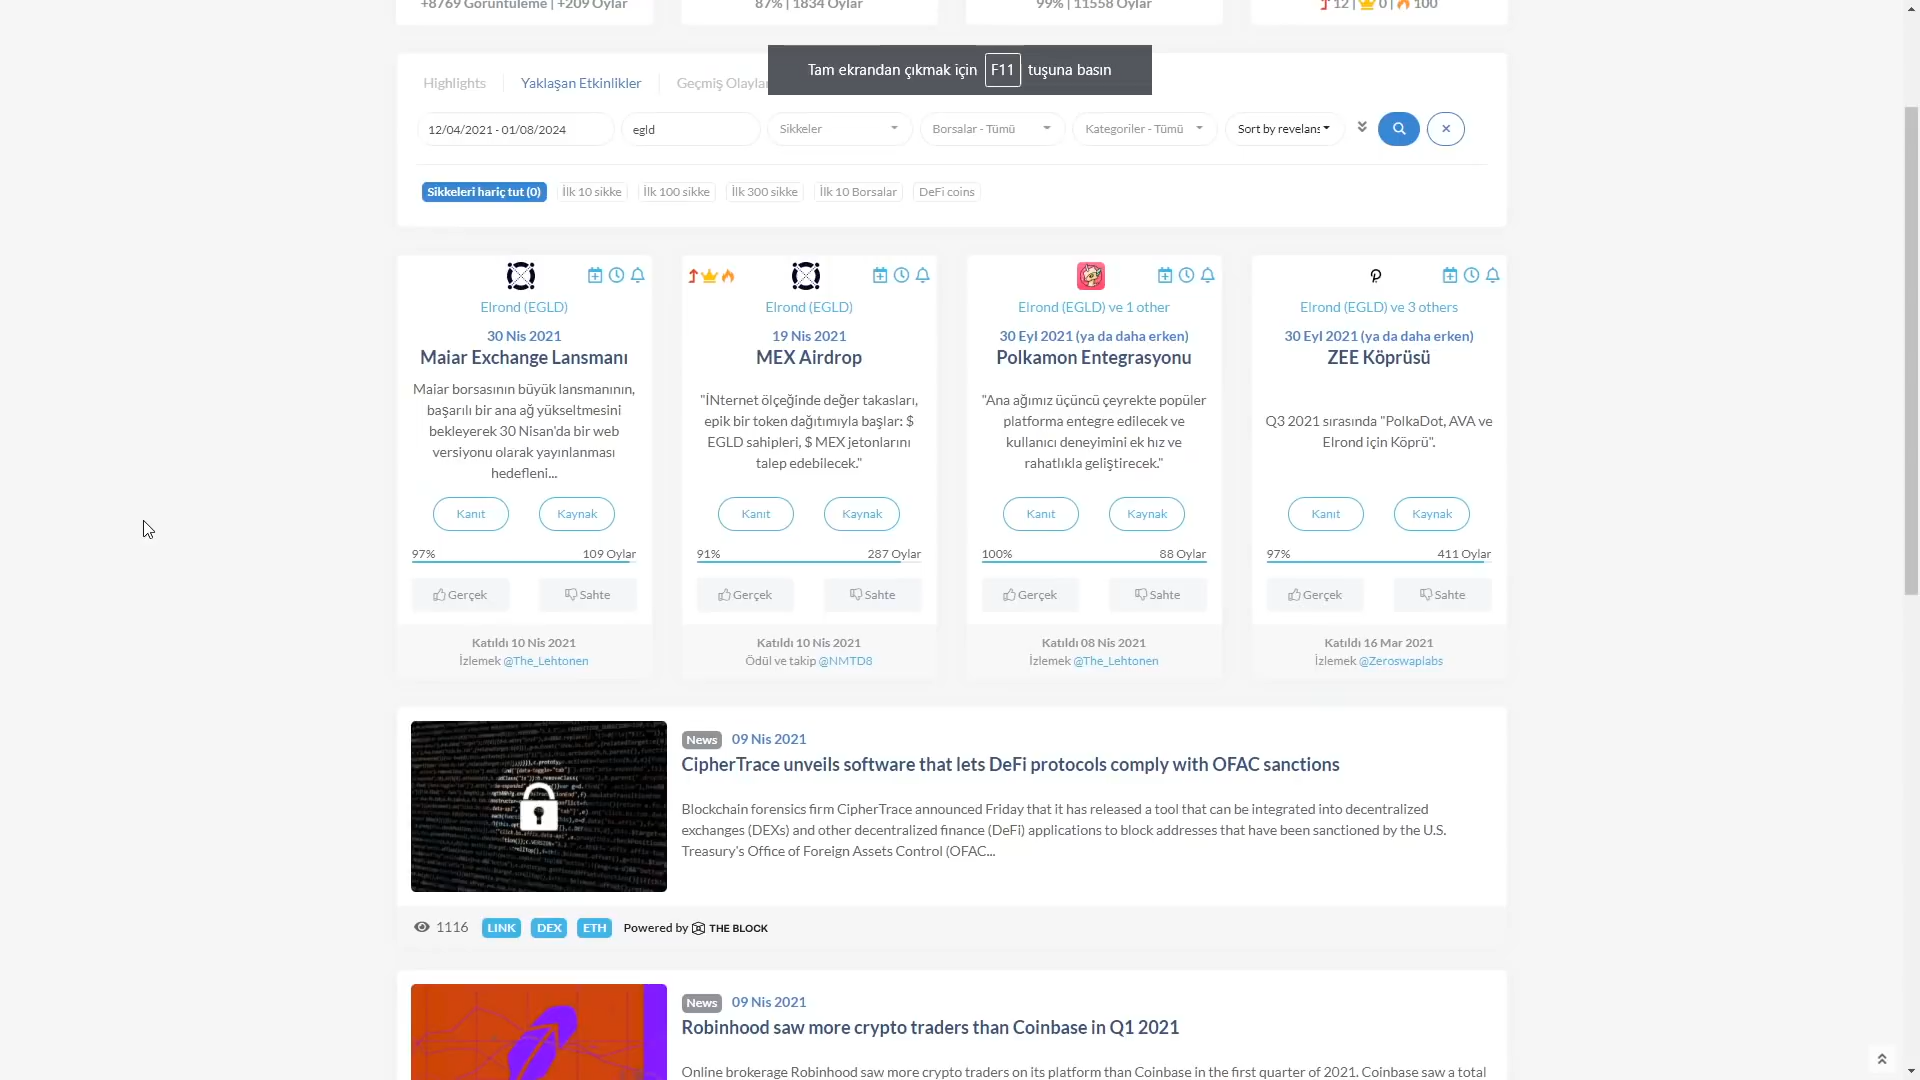 +8769 Görüntüleme | +209 Oylar
87% | 1834 Oylar
99% | 11558 Oylar
12 | 0 | 100
Tam ekrandan çıkmak için F11 tuşuna basın
Highlights
Yaklaşan Etkinlikler
Geçmiş Olaylar
12/04/2021 - 01/08/2024
egld
Sikkeler
Borsalar - Tümü
Kategoriler - Tümü
Sort by revelans
Sikkeleri hariç tut (0)
İlk 10 sikke
İlk 100 sikke
İlk 300 sikke
İlk 10 Borsalar
DeFi coins
Elrond (EGLD)
30 Nis 2021
Maiar Exchange Lansmanı
Maiar borsasının büyük lansmanının,
başarılı bir ana ağ yükseltmesini
bekleyerek 30 Nisan'da bir web
versiyonu olarak yayınlanması
hedefleni...
Kanıt
Kaynak
97%
109 Oylar
Gerçek
Sahte
Katıldı 10 Nis 2021
İzlemek @The_Lehtonen
Elrond (EGLD)
19 Nis 2021
MEX Airdrop
"İNternet ölçeğinde değer takasları,
epik bir token dağıtımıyla başlar: $
EGLD sahipleri, $ MEX jetonlarını
talep edebilecek."
Kanıt
Kaynak
91%
287 Oylar
Gerçek
Sahte
Katıldı 10 Nis 2021
Ödül ve takip @NMTD8
Elrond (EGLD) ve 1 other
30 Eyl 2021 (ya da daha erken)
Polkamon Entegrasyonu
"Ana ağımız üçüncü çeyrekte popüler
platforma entegre edilecek ve
kullanıcı deneyimini ek hız ve
rahatlıkla geliştirecek."
Kanıt
Kaynak
100%
88 Oylar
Gerçek
Sahte
Katıldı 08 Nis 2021
İzlemek @The_Lehtonen
Elrond (EGLD) ve 3 others
30 Eyl 2021 (ya da daha erken)
ZEE Köprüsü
Q3 2021 sırasında "PolkaDot, AVA ve
Elrond için Köprü".
Kanıt
Kaynak
97%
411 Oylar
Gerçek
Sahte
Katıldı 16 Mar 2021
İzlemek @Zeroswaplabs
News 09 Nis 2021
CipherTrace unveils software that lets DeFi protocols comply with OFAC sanctions
Blockchain forensics firm CipherTrace announced Friday that it has released a tool that can be integrated into decentralized
exchanges (DEXs) and other decentralized finance (DeFi) applications to block addresses that have been sanctioned by the U.S.
Treasury's Office of Foreign Assets Control (OFAC...
1116 LINK DEX ETH Powered by THE BLOCK
News 09 Nis 2021
Robinhood saw more crypto traders than Coinbase in Q1 2021
Online brokerage Robinhood saw more crypto traders on its platform than Coinbase in the first quarter of 2021. Coinbase saw a total